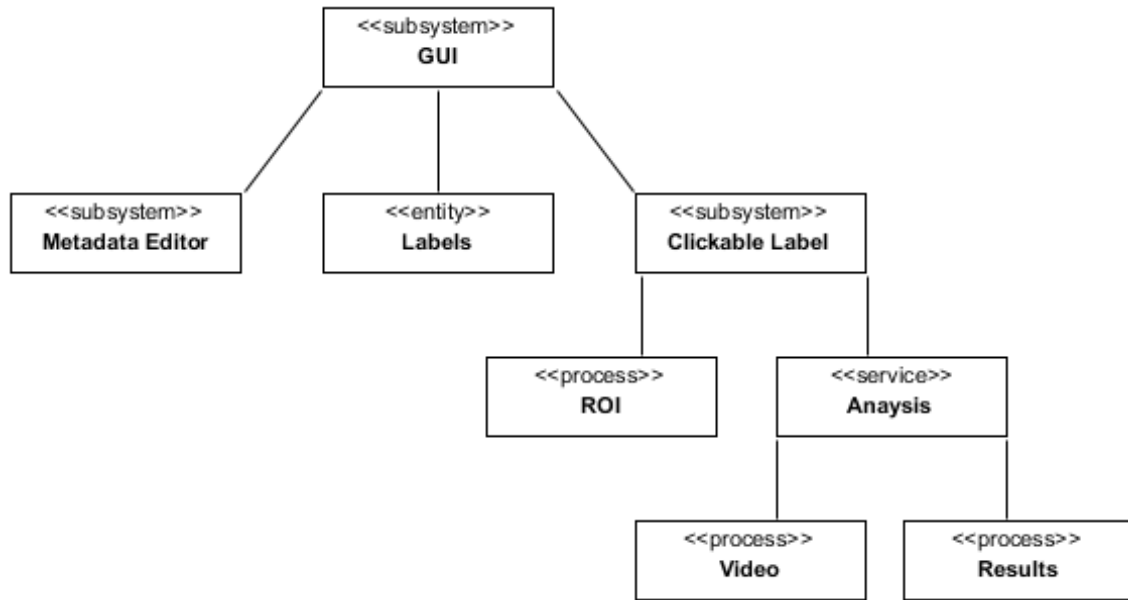 <<subsystem>>
GUI
<<subsystem>>
Metadata Editor
<<entity>>
Labels
<<subsystem>>
Clickable Label
<<process>>
ROI
<<service>>
Anaysis
<<process>>
Video
<<process>>
Results